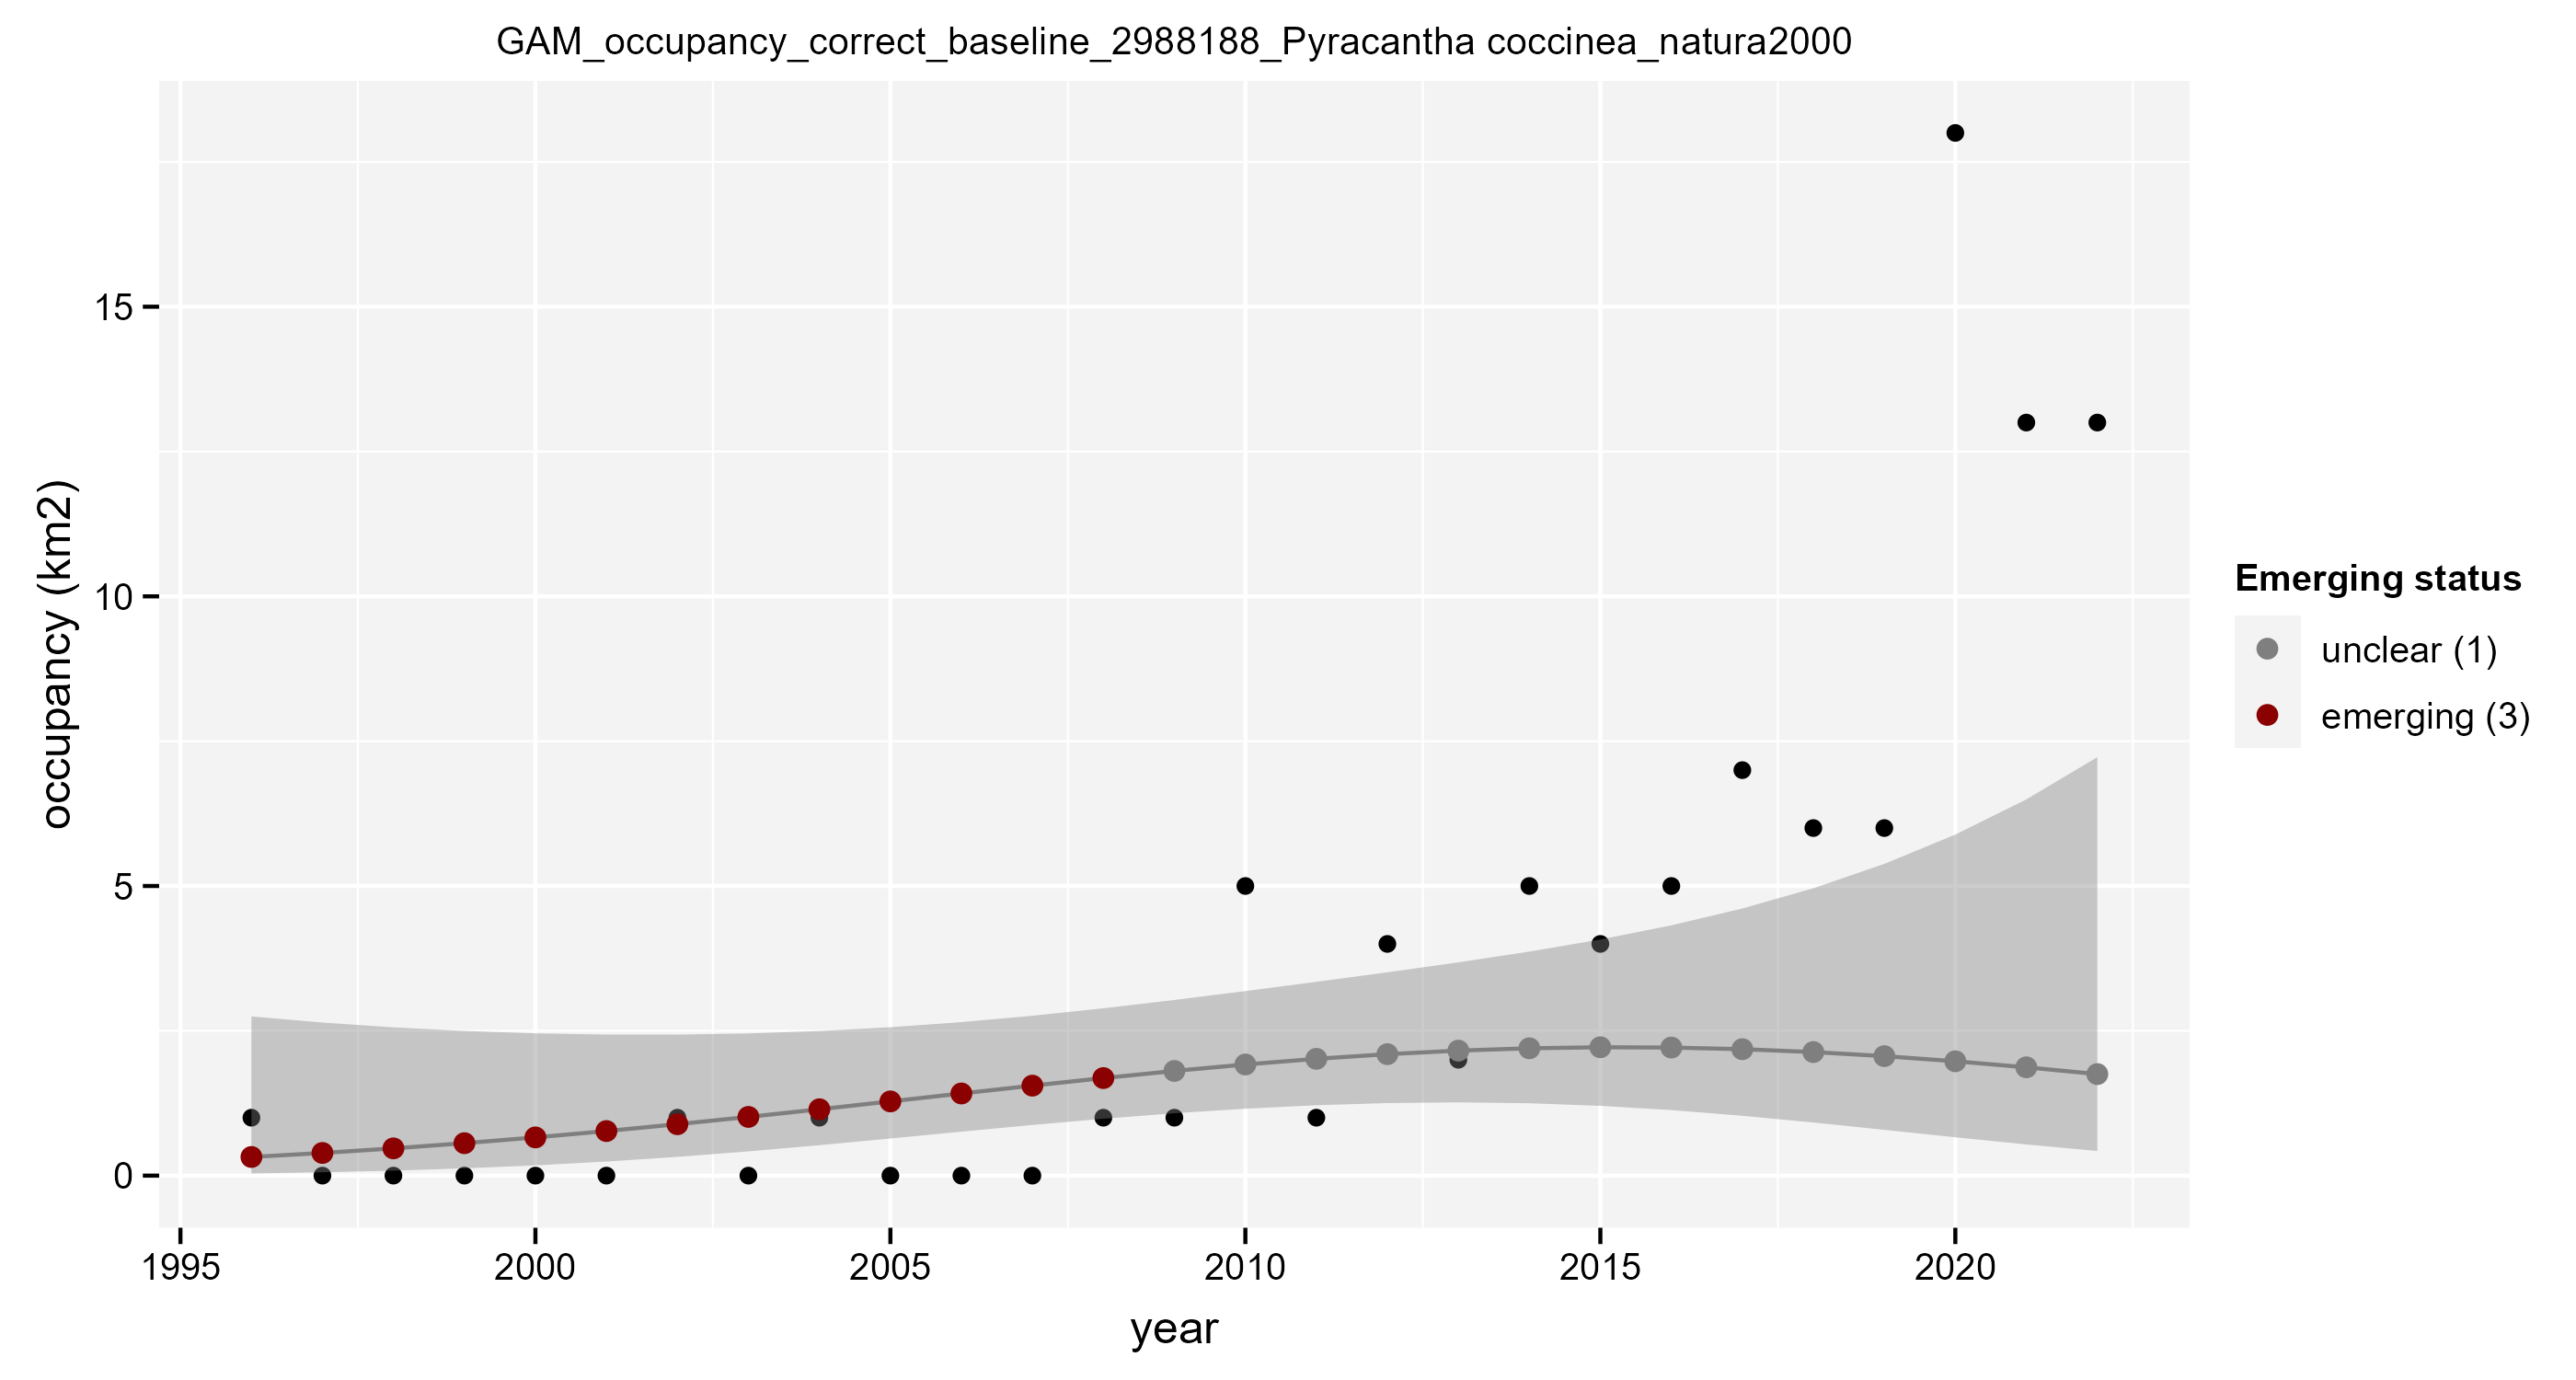 GAM_occupancy_correct_baseline_2988188_Pyracantha coccinea_natura2000
occupancy (km2)
15
10
5
0
1995
2000
2005
2010
2015
2020
year
Emerging status
unclear (1)
emerging (3)